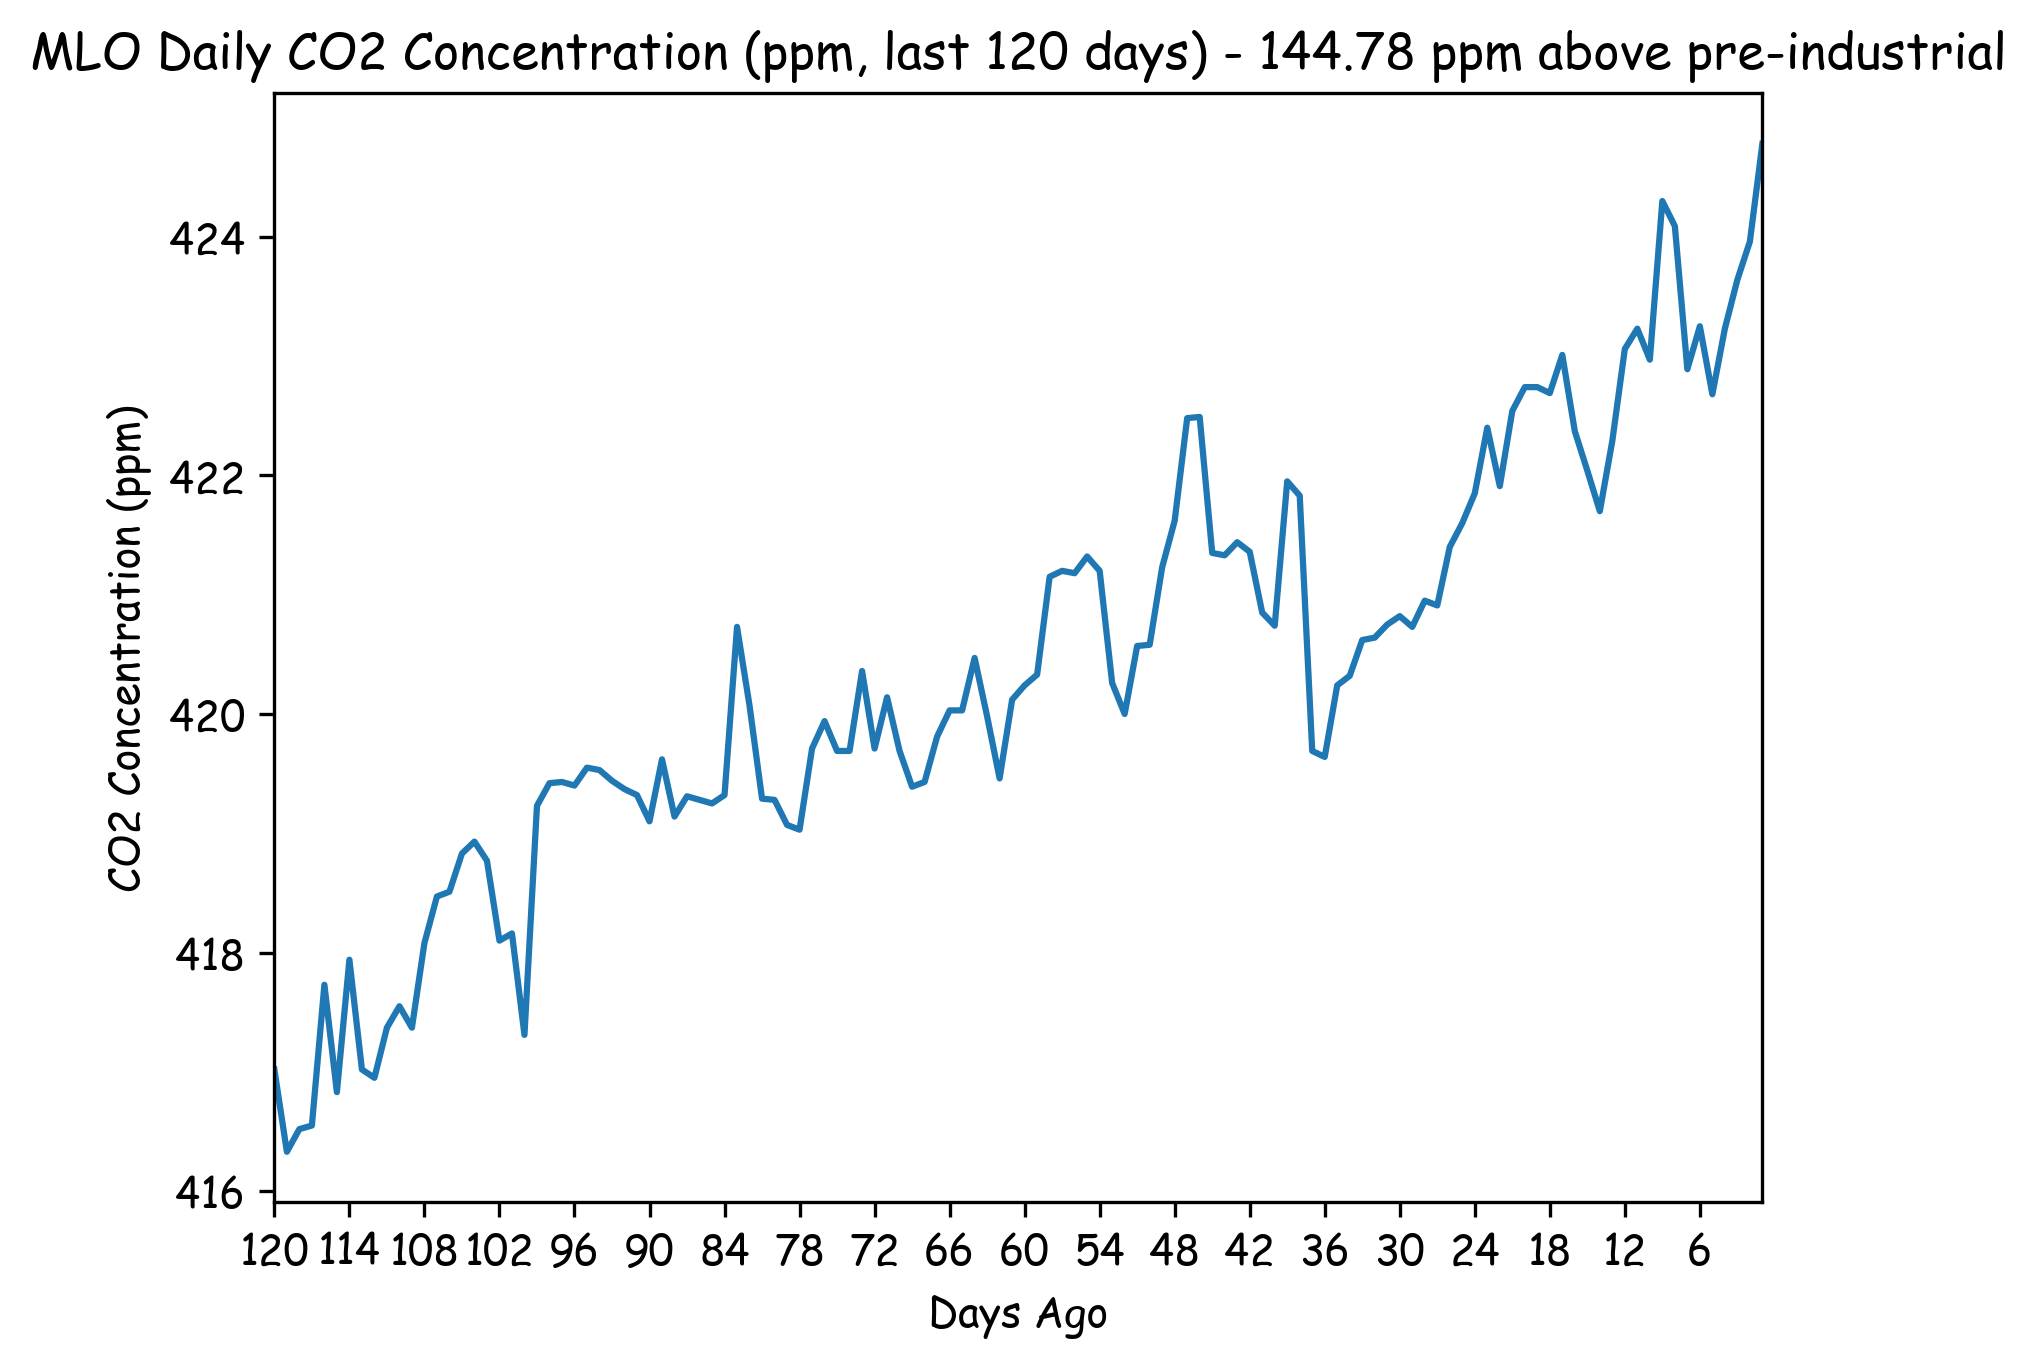 MLO Daily CO2 Concentration (ppm, last 120 days) - 144.78 ppm above pre-industrial
424
422
420
418
416
CO2 Concentration (ppm)
120 114 108 102 96 90 84 78 72 66 60 54 48 42 36 30 24 18 12 6
Days Ago